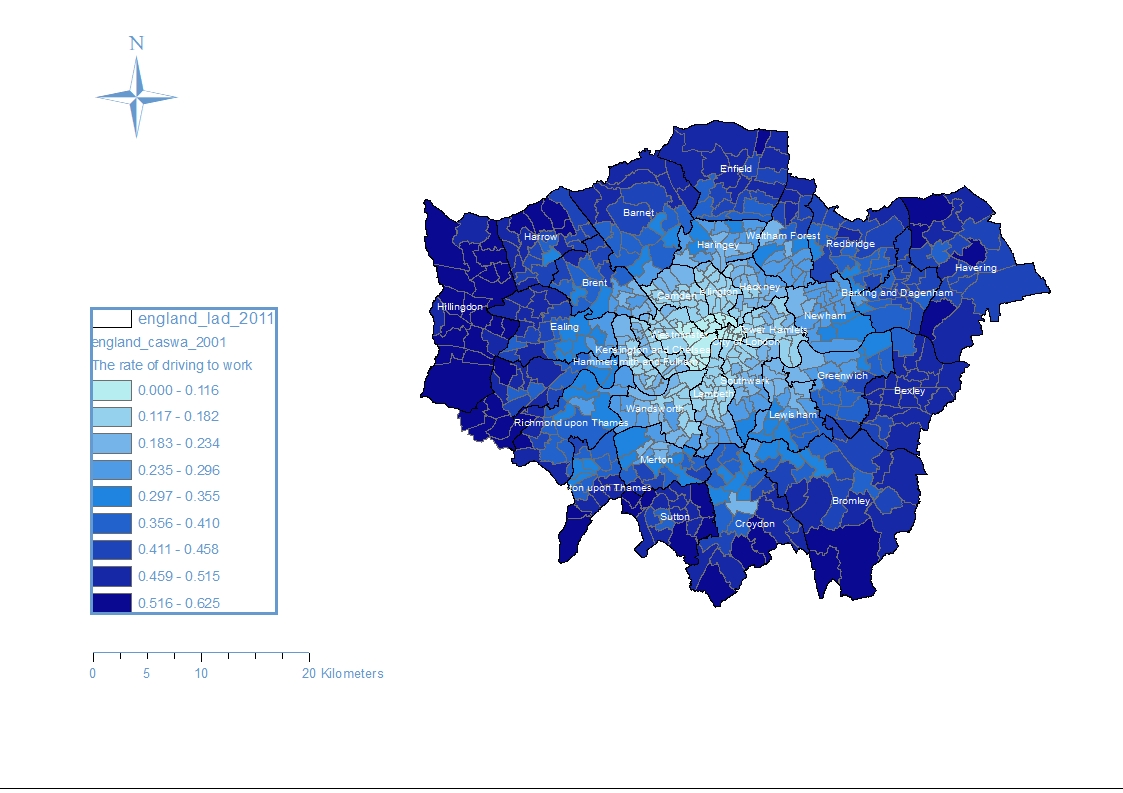 N
Enfield
Barnet
Harrow
Haringey
Waltham Forest
Redbridge
Havering
Brent
Camden
Hackney
Barking and Dagenham
Hillingdon
Ealing
Newham
Tower Hamlets
Kensington and Chelsea
Hammersmith and Fulham
Southwark
Greenwich
Lambeth
Bexley
Wandsworth
Lewisham
Richmond upon Thames
Merton
ton upon Thames
Sutton
Croydon
Bromley
england_lad_2011
england_caswa_2001
The rate of driving to work
0.000 - 0.116
0.117 - 0.182
0.183 - 0.234
0.235 - 0.296
0.297 - 0.355
0.356 - 0.410
0.411 - 0.458
0.459 - 0.515
0.516 - 0.625
0 5 10 20 Kilometers